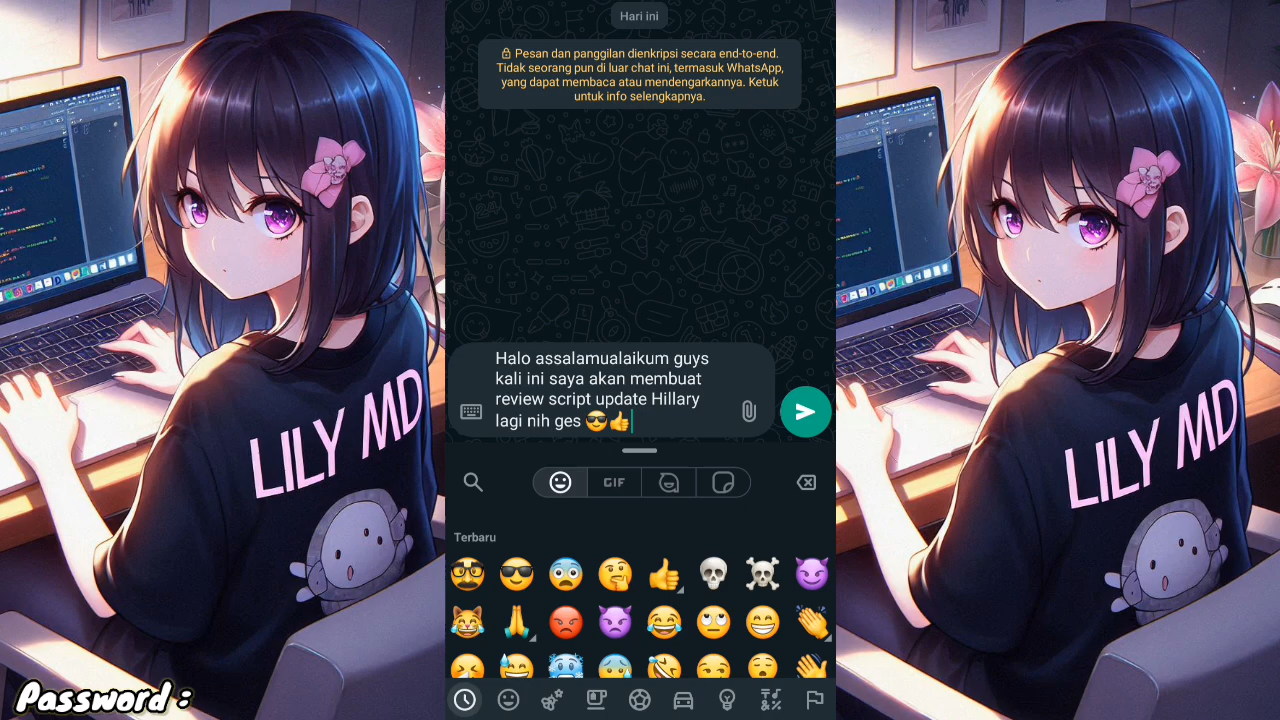 Hari ini
Pesan dan panggilan dienkripsi secara end-to-end.
Tidak seorang pun di luar chat ini, termasuk WhatsApp,
yang dapat membaca atau mendengarkannya. Ketuk
untuk info selengkapnya.
Halo assalamualaikum guys
kali ini saya akan membuat
review script update Hillary
lagi nih ges 😎👍
GIF
Terbaru
LILY MD
LILY MD
Password :